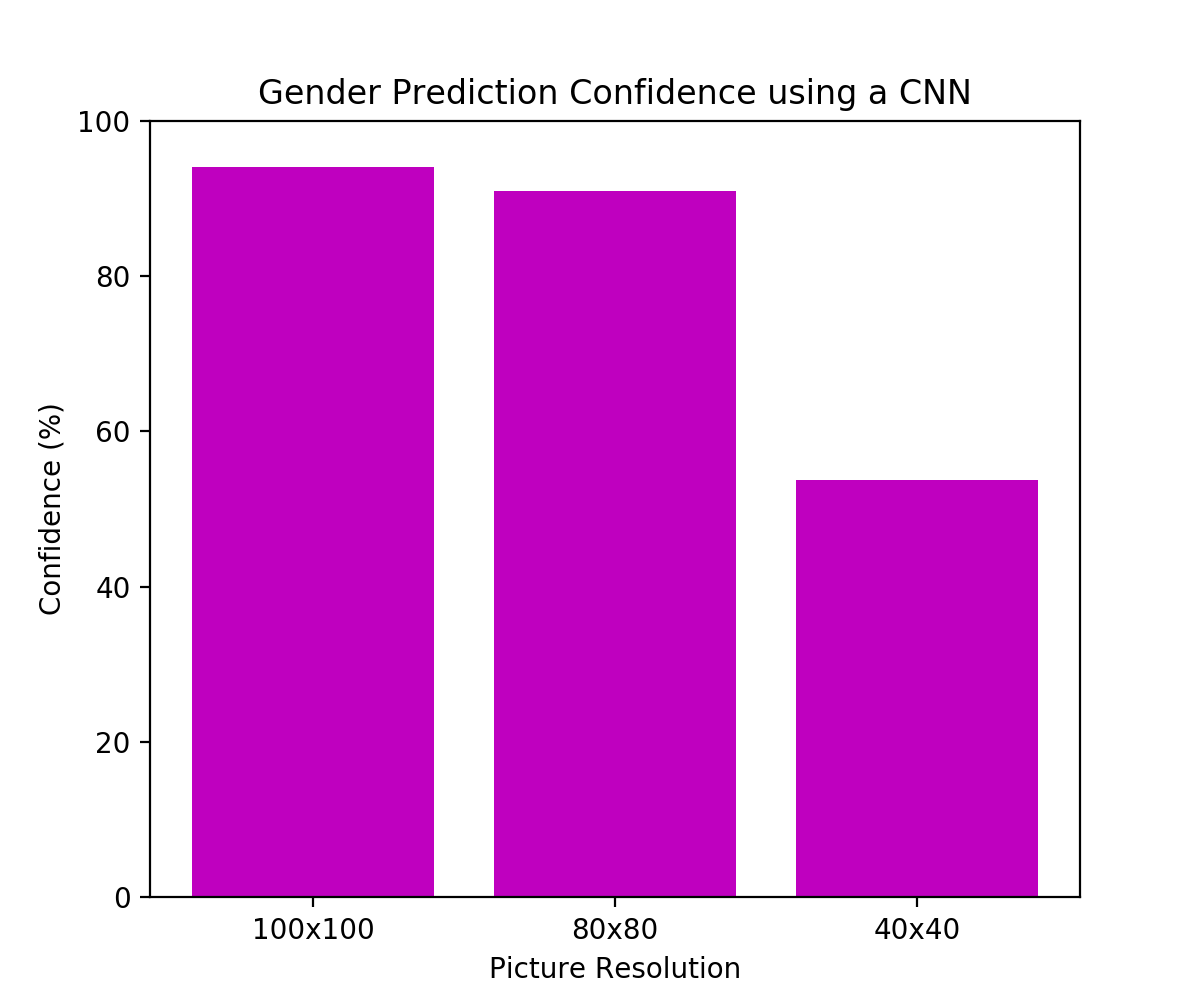 Gender Prediction Confidence using a CNN
100
80
60
40
20
0
Confidence (%)
100x100 80x80 40x40
Picture Resolution